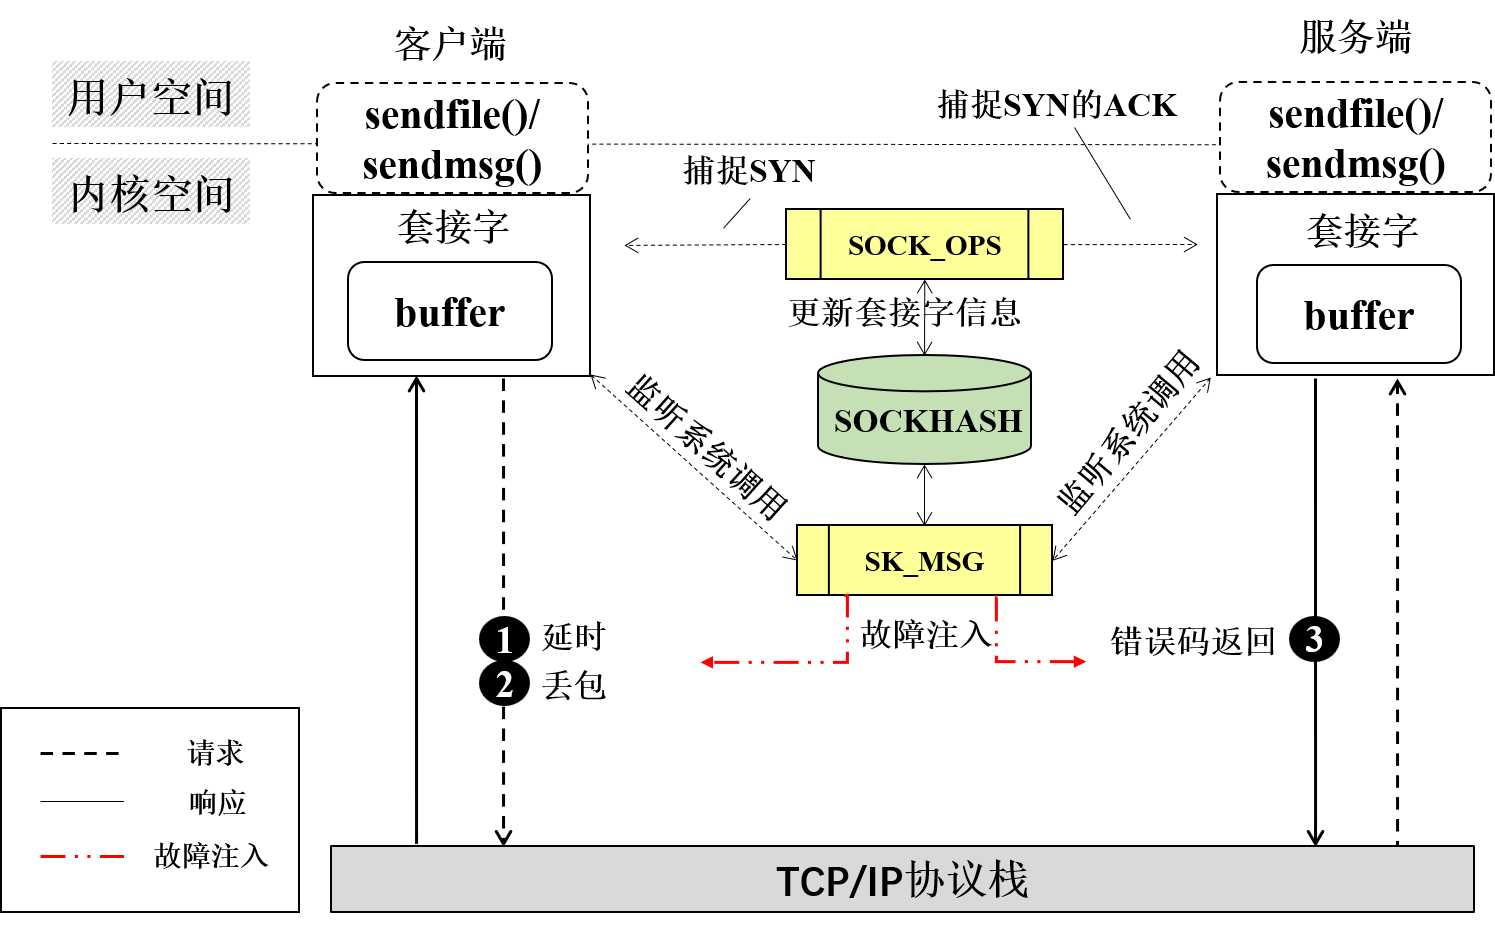 客户端
服务端
用户空间
sendfile()/
sendmsg()
捕捉SYN的ACK
sendfile()/
sendmsg()
内核空间
捕捉SYN
套接字
buffer
SOCK_OPS
套接字
buffer
更新套接字信息
SOCKHASH
监听系统调用
监听系统调用
SK_MSG
1 延时
2 丢包
故障注入
错误码返回 3
请求
响应
故障注入
TCP/IP协议栈